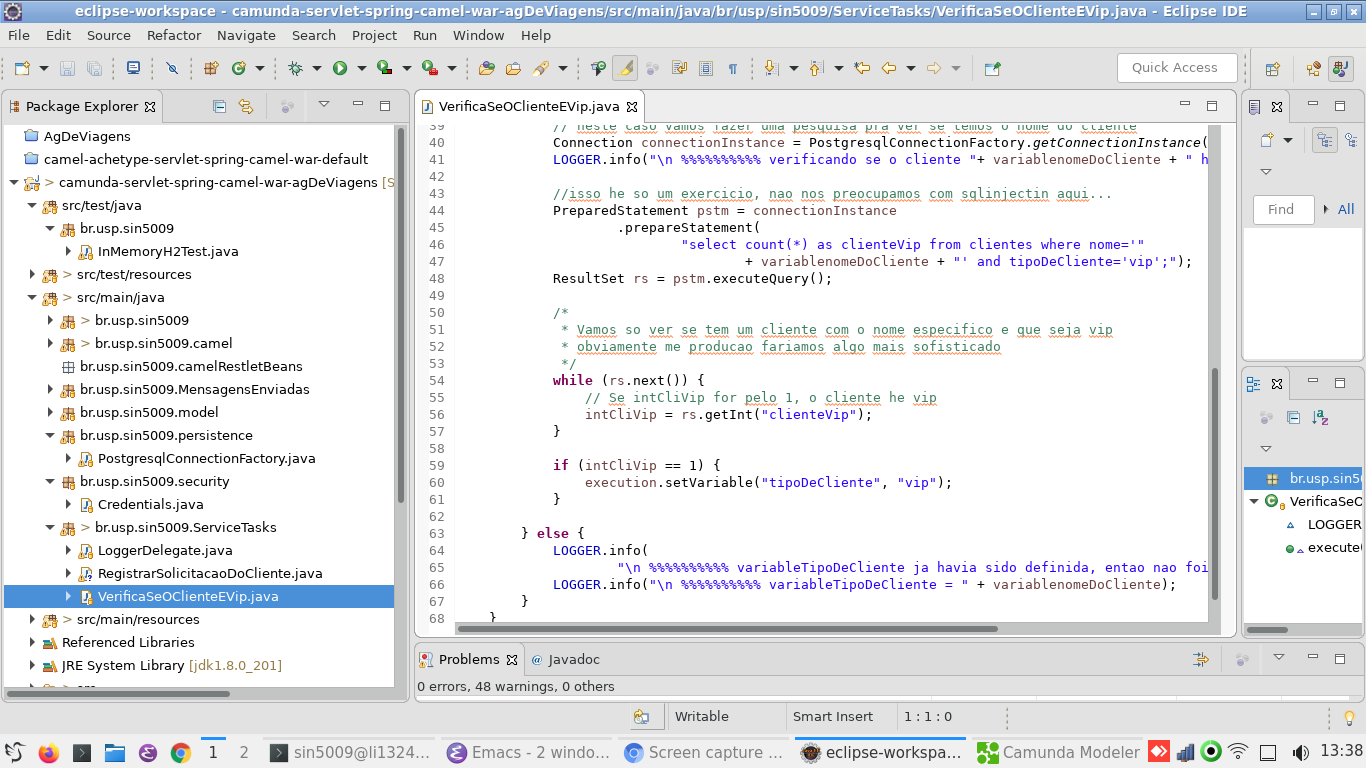 eclipse-workspace - camunda-servlet-spring-camel-war-agDeViagens/src/main/java/br/usp/sin5009/ServiceTasks/VerificaSeOClienteEVip.java - Eclipse IDE
File Edit Source Refactor Navigate Search Project Run Window Help
Quick Access
Package Explorer
AgDeViagens
camel-achetype-servlet-spring-camel-war-default
> camunda-servlet-spring-camel-war-agDeViagens [S
src/test/java
br.usp.sin5009
InMemoryH2Test.java
> src/test/resources
> src/main/java
> br.usp.sin5009
> br.usp.sin5009.camel
br.usp.sin5009.camelRestletBeans
br.usp.sin5009.MensagensEnviadas
br.usp.sin5009.model
br.usp.sin5009.persistence
PostgresqlConnectionFactory.java
br.usp.sin5009.security
Credentials.java
> br.usp.sin5009.ServiceTasks
LoggerDelegate.java
RegistrarSolicitacaoDoCliente.java
VerificaSeOClienteEVip.java
> src/main/resources
Referenced Libraries
JRE System Library [jdk1.8.0_201]
VerificaSeOClienteEVip.java
39 // neste caso vamos fazer uma pesquisa pra ver se temos o nome do cliente
40 Connection connectionInstance = PostgresqlConnectionFactory.getConnectionInstance(
41 LOGGER.info("\n %%%%%%%%%% verificando se o cliente "+ variablenomeDoCliente + " h
42
43 //isso he so um exercicio, nao nos preocupamos com sqlinjectin aqui...
44 PreparedStatement pstm = connectionInstance
45 .prepareStatement(
46 "select count(*) as clienteVip from clientes where nome='"
47 + variablenomeDoCliente + "' and tipoDeCliente='vip';");
48 ResultSet rs = pstm.executeQuery();
49
50 /*
51 * Vamos so ver se tem um cliente com o nome especifico e que seja vip
52 * obviamente me producao fariamos algo mais sofisticado
53 */
54 while (rs.next()) {
55 // Se intCliVip for pelo 1, o cliente he vip
56 intCliVip = rs.getInt("clienteVip");
57 }
58
59 if (intCliVip == 1) {
60 execution.setVariable("tipoDeCliente", "vip");
61 }
62
63 } else {
64 LOGGER.info(
65 "\n %%%%%%%%%% variableTipoDeCliente ja havia sido definida, entao nao foi
66 LOGGER.info("\n %%%%%%%%%% variableTipoDeCliente = " + variablenomeDoCliente);
67 }
68 }
Find
All
br.usp.sin5
VerificaSeO
LOGGER
execute(
Problems
@ Javadoc
0 errors, 48 warnings, 0 others
Writable
Smart Insert
1 : 1 : 0
1
2
sin5009@li1324...
Emacs - 2 windo...
Screen capture ...
eclipse-workspa...
Camunda Modeler
13:38